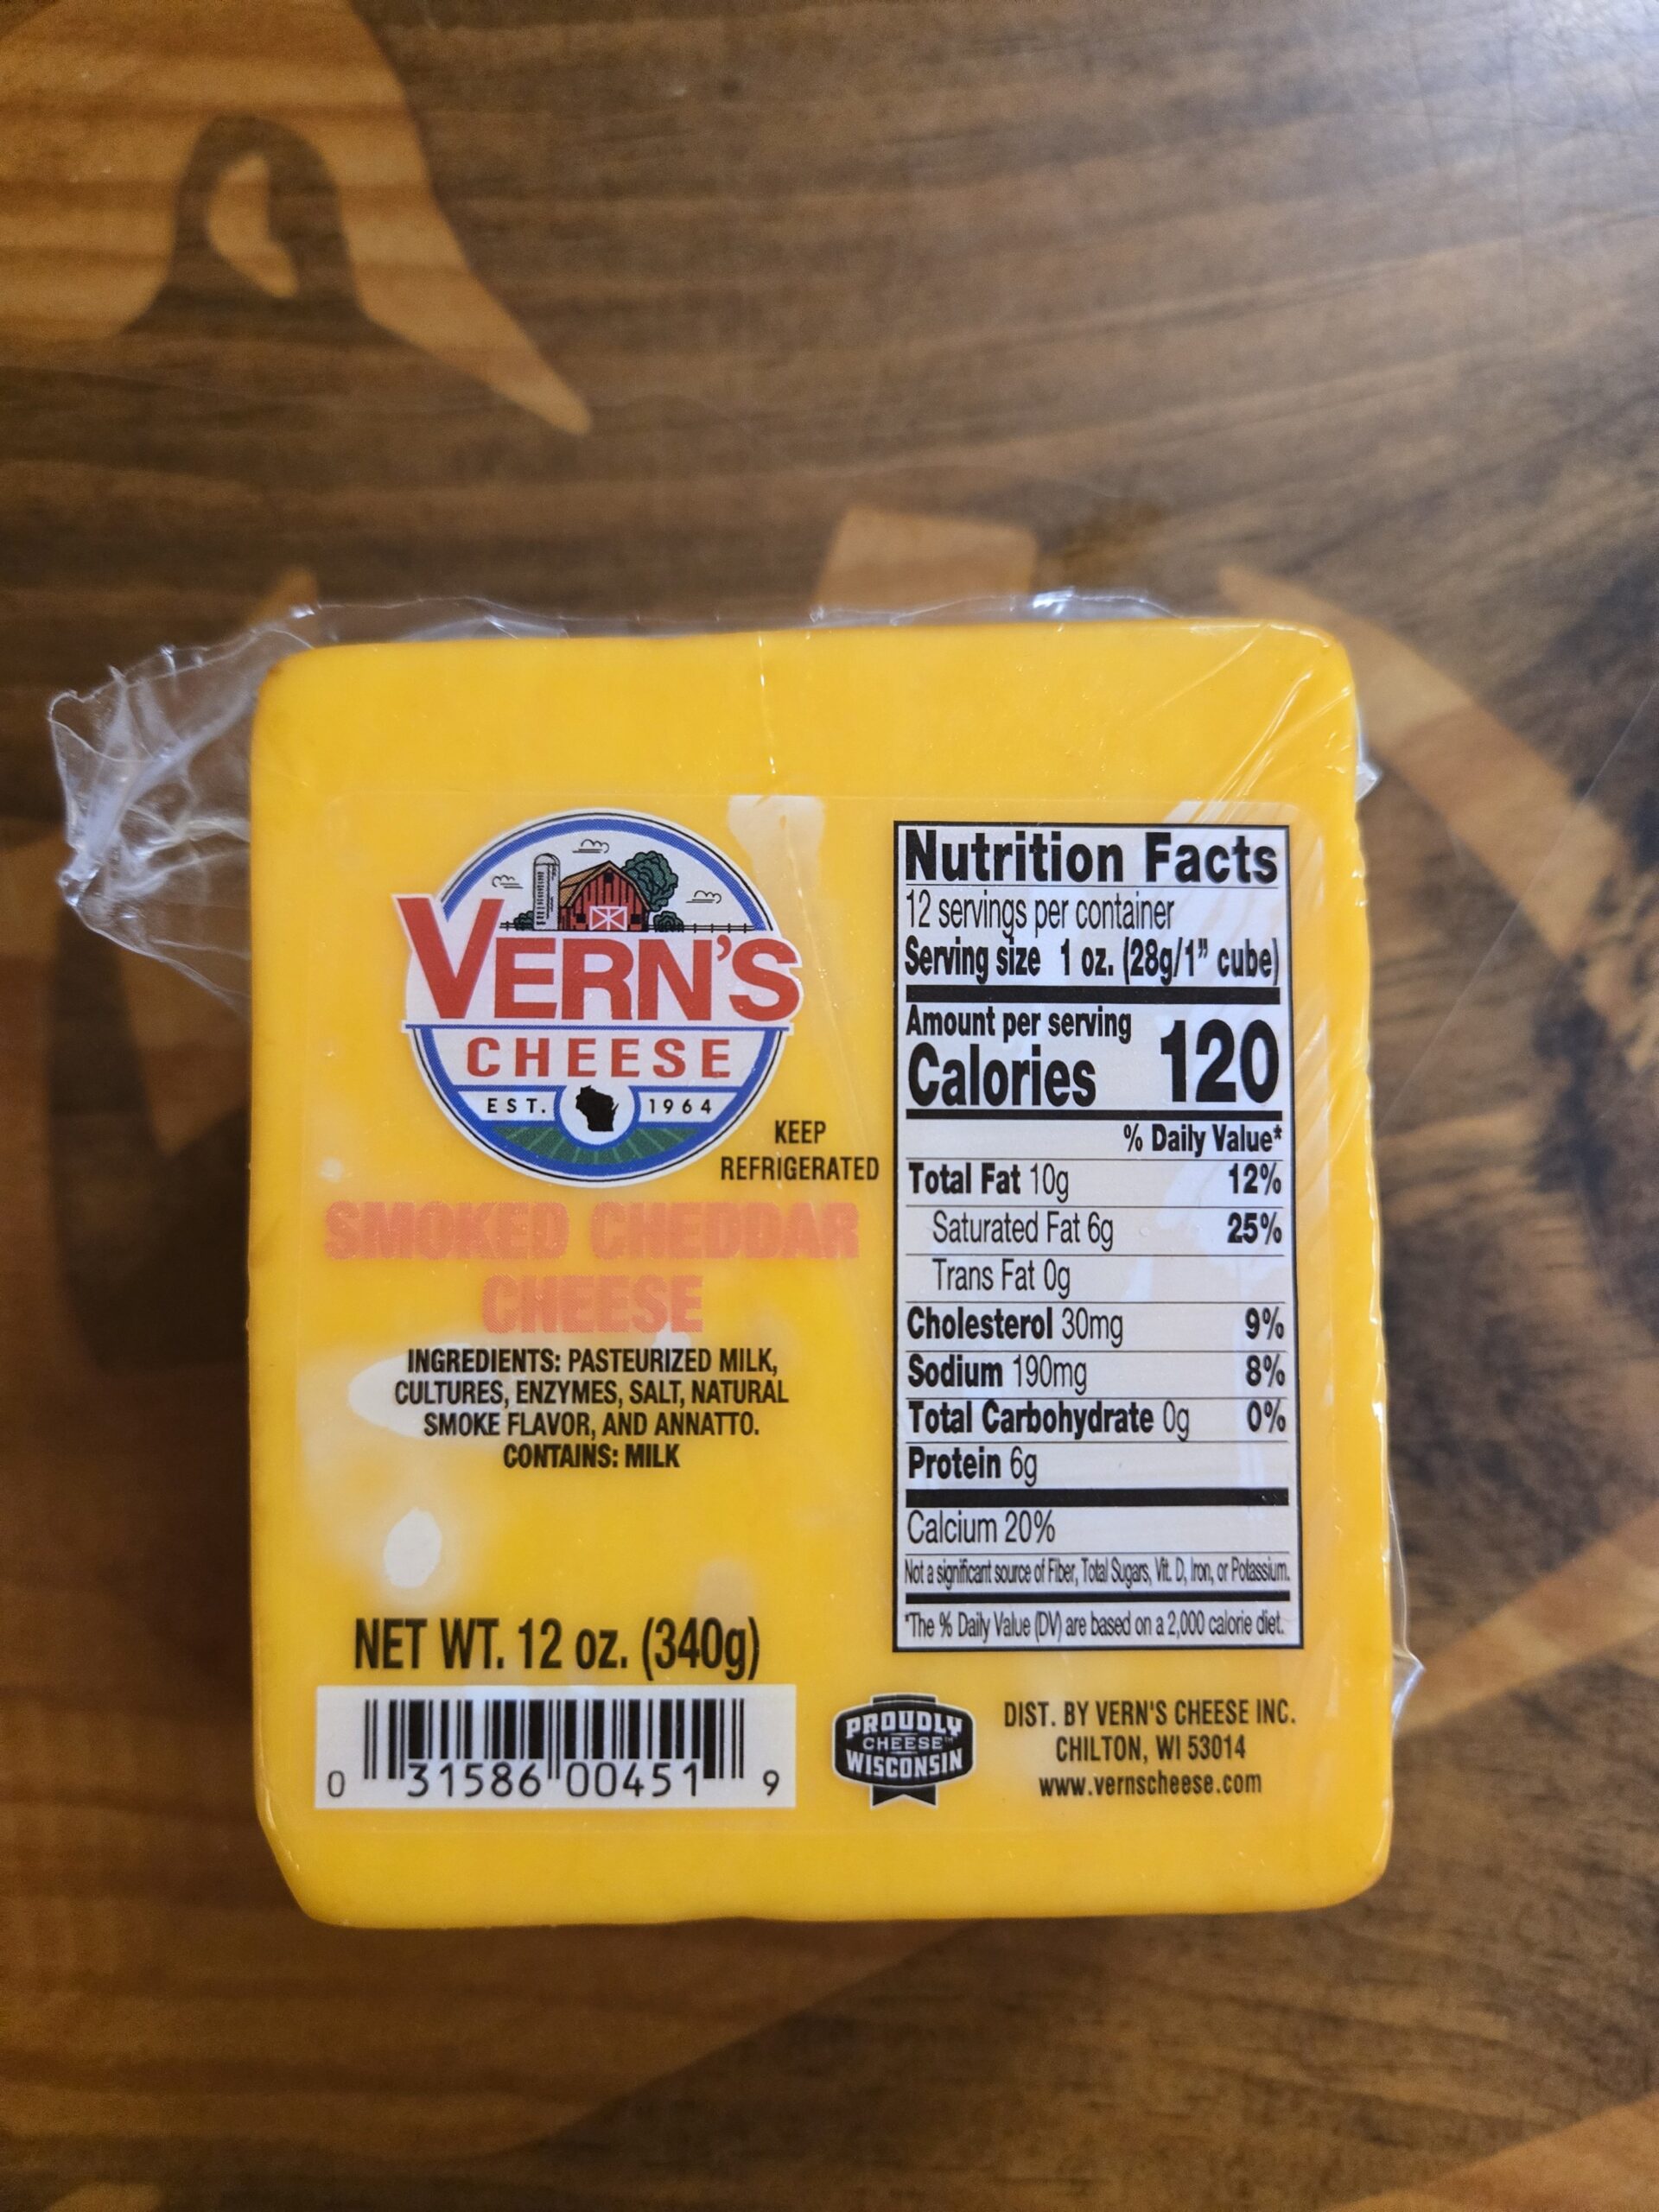 VERN'S
CHEESE
EST. 1964
KEEP
REFRIGERATED
SMOKED CHEDDAR
CHEESE
INGREDIENTS: PASTEURIZED MILK,
CULTURES, ENZYMES, SALT, NATURAL
SMOKE FLAVOR, AND ANNATTO.
CONTAINS: MILK
NET WT. 12 oz. (340g)
0 31586 00451 9
Nutrition Facts
12 servings per container
Serving size 1 oz. (28g/1" cube)
Amount per serving
Calories 120
% Daily Value*
Total Fat 10g 12%
Saturated Fat 6g 25%
Trans Fat 0g
Cholesterol 30mg 9%
Sodium 190mg 8%
Total Carbohydrate 0g 0%
Protein 6g
Calcium 20%
Not a significant source of Fiber, Total Sugars, Vit. D, Iron, or Potassium.
*The % Daily Value (DV) are based on a 2,000 calorie diet.
PROUDLY
CHEESE™
WISCONSIN
DIST. BY VERN'S CHEESE INC.
CHILTON, WI 53014
www.vernscheese.com